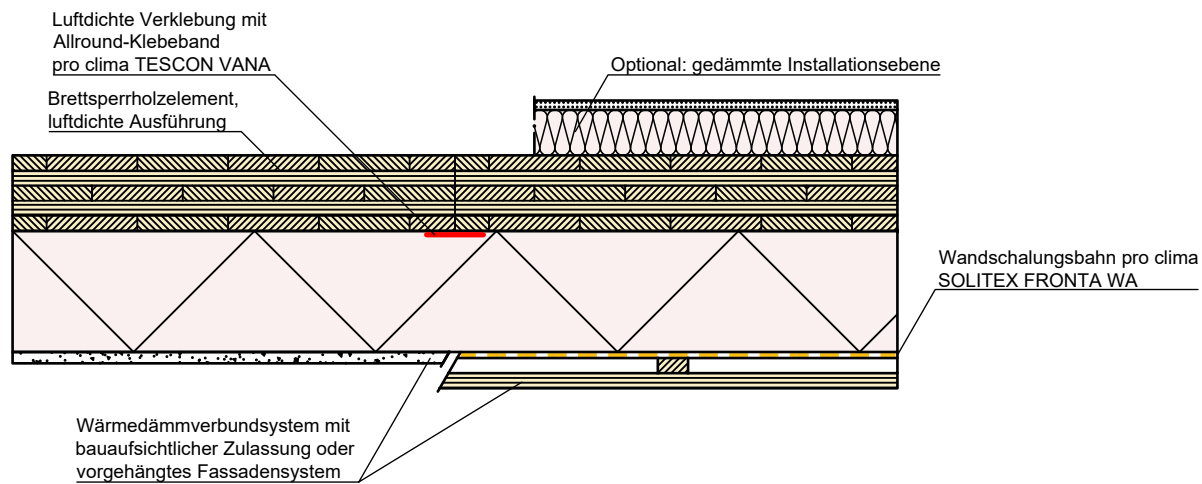 Luftdichte Verklebung mit
Allround-Klebeband
pro clima TESCON VANA
Optional: gedämmte Installationsebene
Brettsperrholzelement,
luftdichte Ausführung
Wandschalungsbahn pro clima
SOLITEX FRONTA WA
Wärmedämmverbundsystem mit
bauaufsichtlicher Zulassung oder
vorgehängtes Fassadensystem